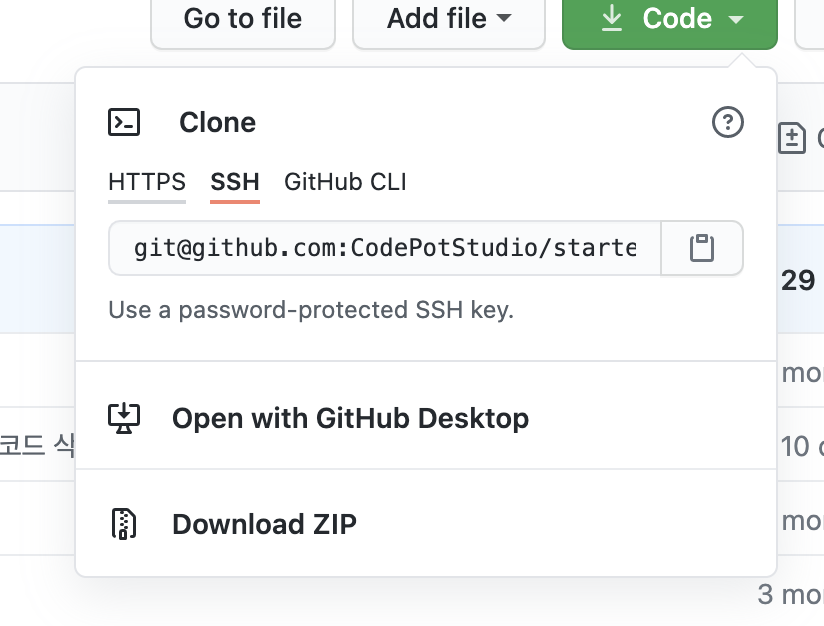 Go to file Add file Code
Clone
HTTPS SSH GitHub CLI
git@github.com:CodePotStudio/starte
Use a password-protected SSH key.
29
mo
Open with GitHub Desktop
코드 삭
10
Download ZIP
mo
3 mo